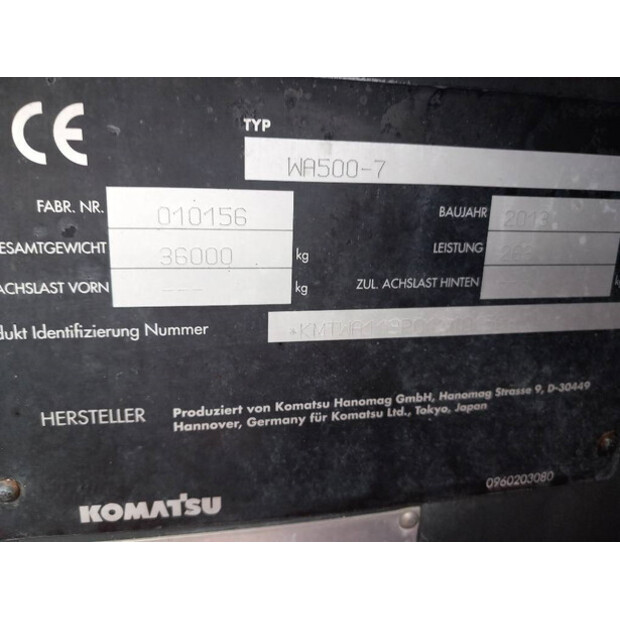 CE
TYP
WA500-7
FABR. NR. 010156 BAUJAHR 2013
ESAMTGEWICHT 36000 kg LEISTUNG
ACHSLAST VORN --- ZUL. ACHSLAST HINTEN
dukt Identifizierung Nummer
HERSTELLER
Produziert von Komatsu Hanomag GmbH, Hanomag Strasse 9, D-30449
Hannover, Germany für Komatsu Ltd., Tokyo, Japan
0960203080
KOMATSU